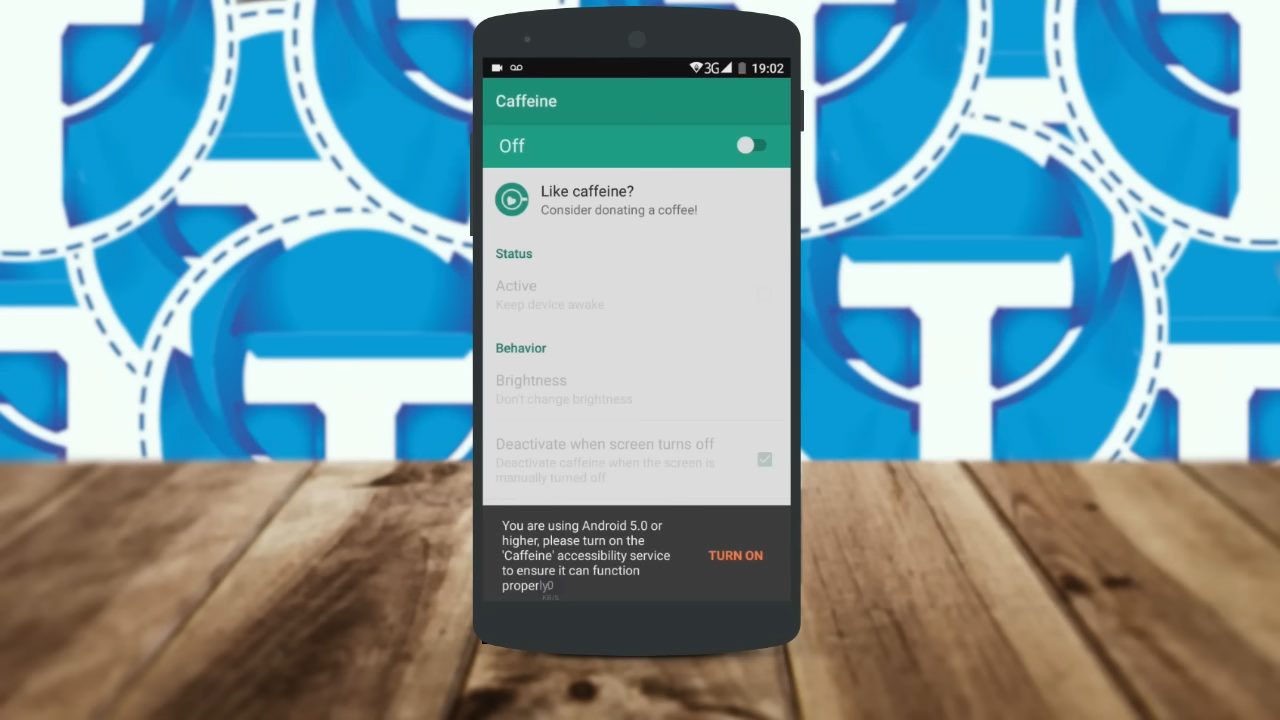 3G 19:02
Caffeine
Off
Like caffeine?
Consider donating a coffee!
Status
Active
Keep device awake
Behavior
Brightness
Don't change brightness
Deactivate when screen turns off
Deactivate caffeine when the screen is
manually turned off
You are using Android 5.0 or
higher, please turn on the
'Caffeine' accessibility service
to ensure it can function
properly0
TURN ON
KB/S